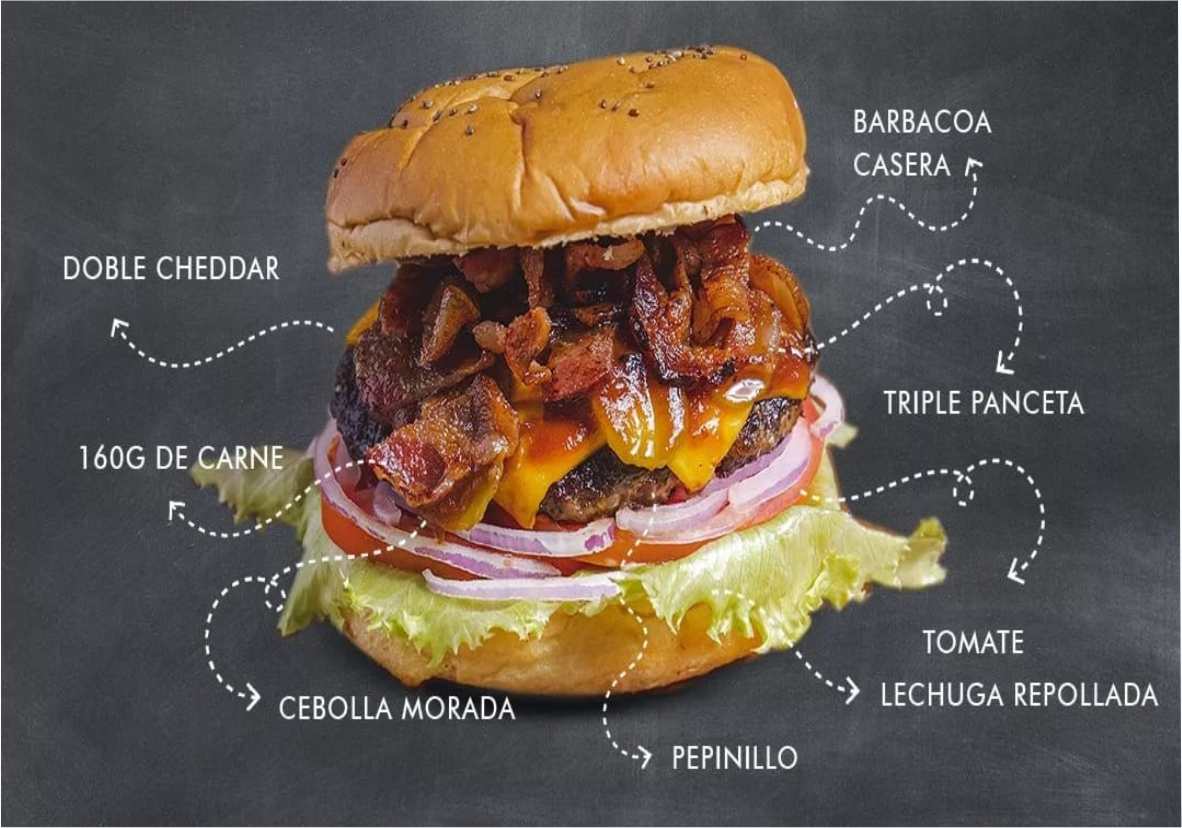 BARBACOA
CASERA
DOBLE CHEDDAR
TRIPLE PANCETA
160G DE CARNE
TOMATE
LECHUGA REPOLLADA
CEBOLLA MORADA
PEPINILLO